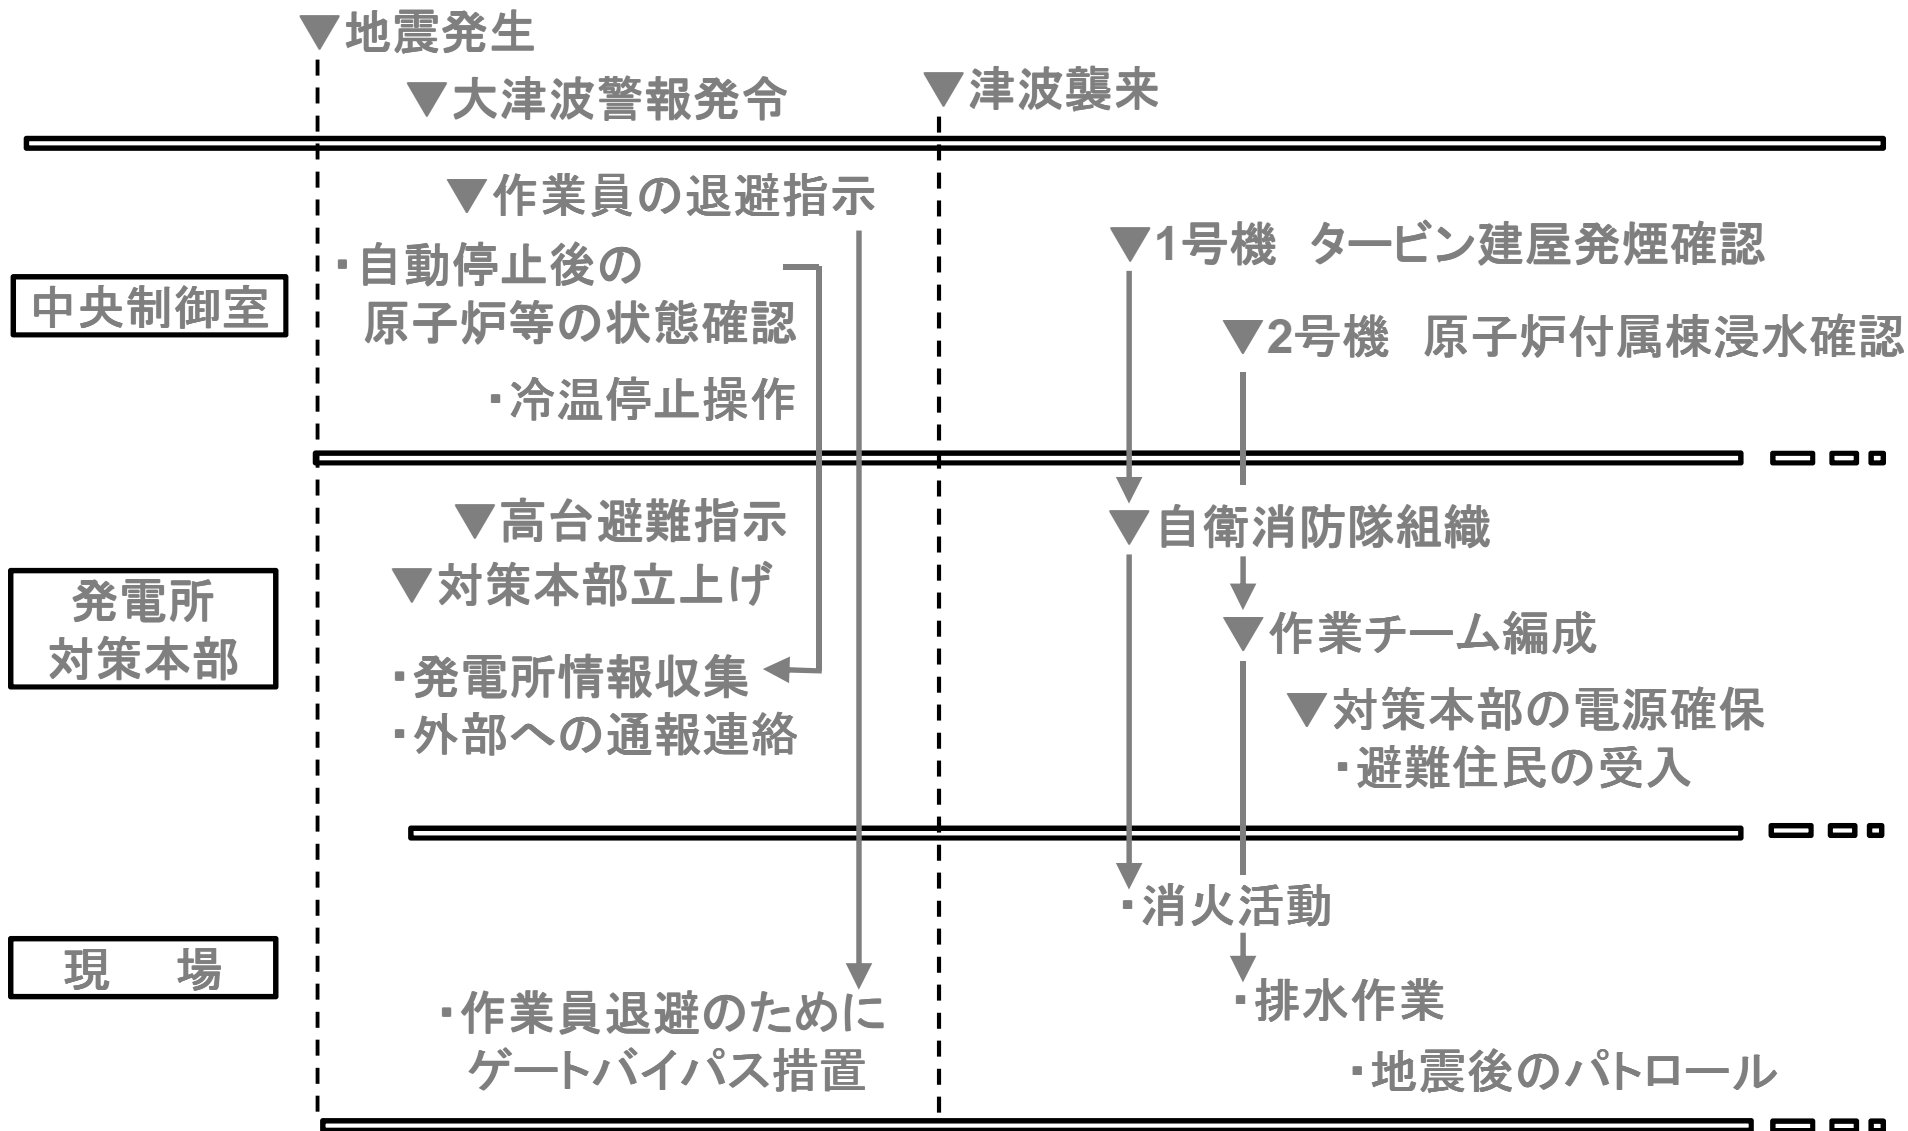 ▼地震発生
▼大津波警報発令
▼津波襲来
▼作業員の退避指示
・自動停止後の
原子炉等の状態確認
・冷温停止操作
▼1号機　タービン建屋発煙確認
▼2号機　原子炉付属棟浸水確認
中央制御室
▼高台避難指示
▼対策本部立上げ
・発電所情報収集
・外部への通報連絡
▼自衛消防隊組織
▼作業チーム編成
▼対策本部の電源確保
・避難住民の受入
発電所
対策本部
・消火活動
・排水作業
・地震後のパトロール
現　場
・作業員退避のために
ゲートバイパス措置